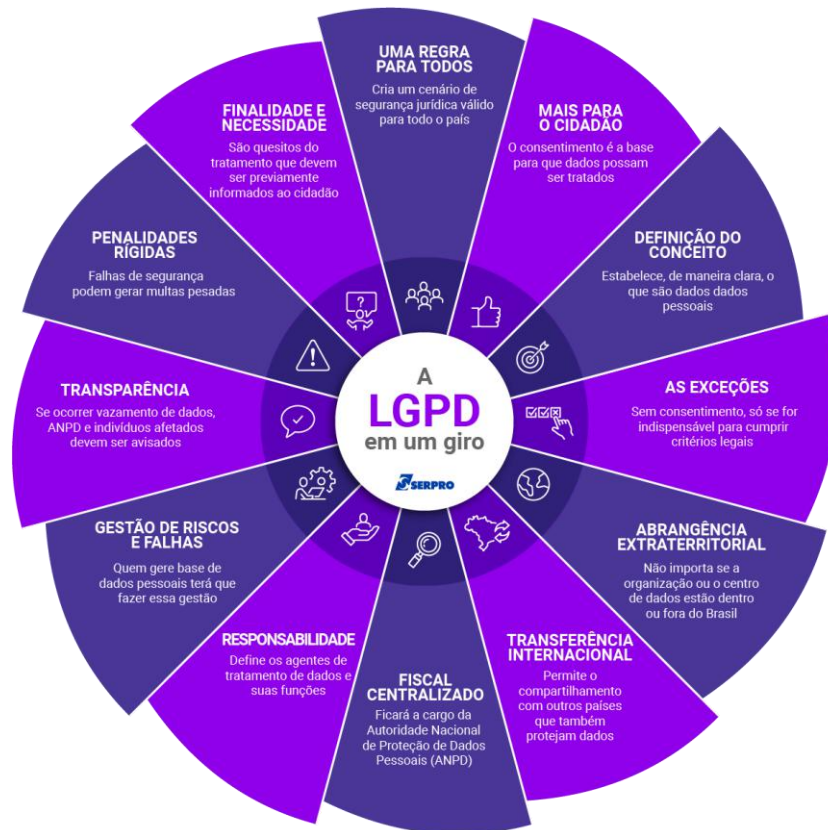 UMA REGRA
PARA TODOS
Cria um cenário de
segurança jurídica válido
para todo o país
MAIS PARA
O CIDADÃO
O consentimento é a base
para que dados possam
ser tratados
DEFINIÇÃO DO
CONCEITO
Estabelece, de maneira clara, o
que são dados dados
pessoais
AS EXCEÇÕES
Sem consentimento, só se for
indispensável para cumprir
critérios legais
ABRANGÊNCIA
EXTRATERRITORIAL
Não importa se a
organização ou o centro
de dados estão dentro
ou fora do Brasil
TRANSFERÊNCIA
INTERNACIONAL
Permite o
compartilhamento
com outros países
que também
protejam dados
FISCAL
CENTRALIZADO
Ficará a cargo da
Autoridade Nacional
de Proteção de Dados
Pessoais (ANPD)
RESPONSABILIDADE
Define os agentes de
tratamento de dados e
suas funções
GESTÃO DE RISCOS
E FALHAS
Quem gere base de
dados pessoais terá que
fazer essa gestão
TRANSPARÊNCIA
Se ocorrer vazamento de dados,
ANPD e indivíduos afetados
devem ser avisados
PENALIDADES
RÍGIDAS
Falhas de segurança
podem gerar multas pesadas
FINALIDADE E
NECESSIDADE
São quesitos do
tratamento que devem
ser previamente
informados ao cidadão
?
!
A
LGPD
em um giro
SERPRO